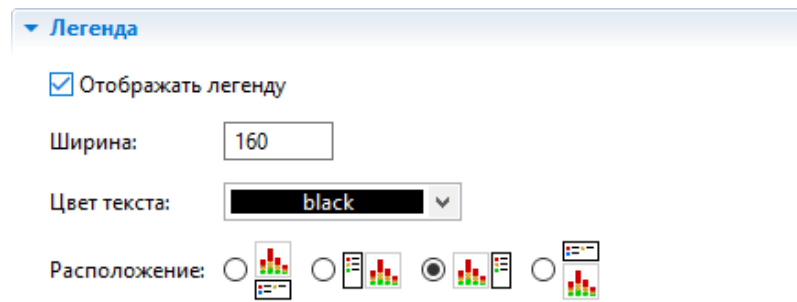 Легенда
Отображать легенду
Ширина: 160
Цвет текста: black
Расположение: